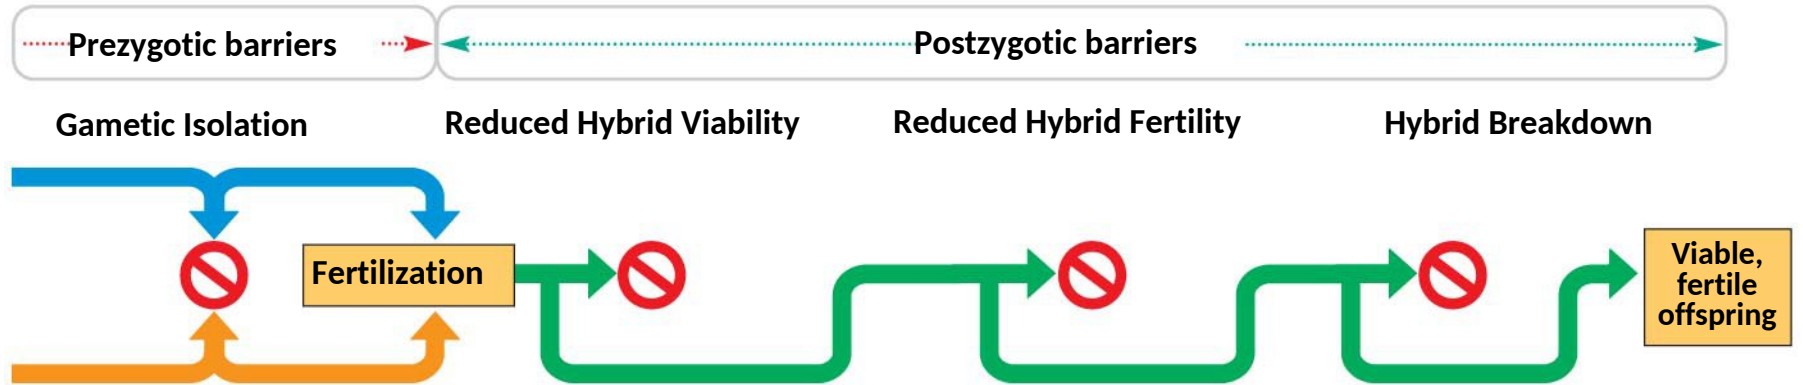 Prezygotic barriers
Postzygotic barriers
Gametic Isolation
Reduced Hybrid Viability
Reduced Hybrid Fertility
Hybrid Breakdown
Fertilization
Viable,
fertile
offspring